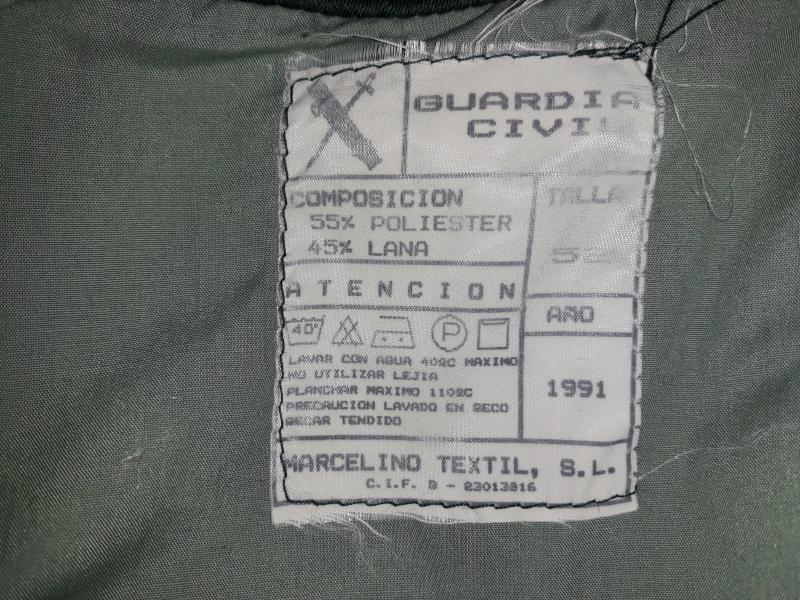 GUARDIA
CIVIL
COMPOSICION
55% POLIESTER
45% LANA
TALLA
52
ATENCION
40° P
AÑO
1991
LAVAR CON AGUA 40ºC MAXIMO
NO UTILIZAR LEJIA
PLANCHAR MAXIMO 110ºC
PRECAUCION LAVADO EN SECO
SECAR TENDIDO
MARCELINO TEXTIL, S.L.
C.I.F. B - 23013816